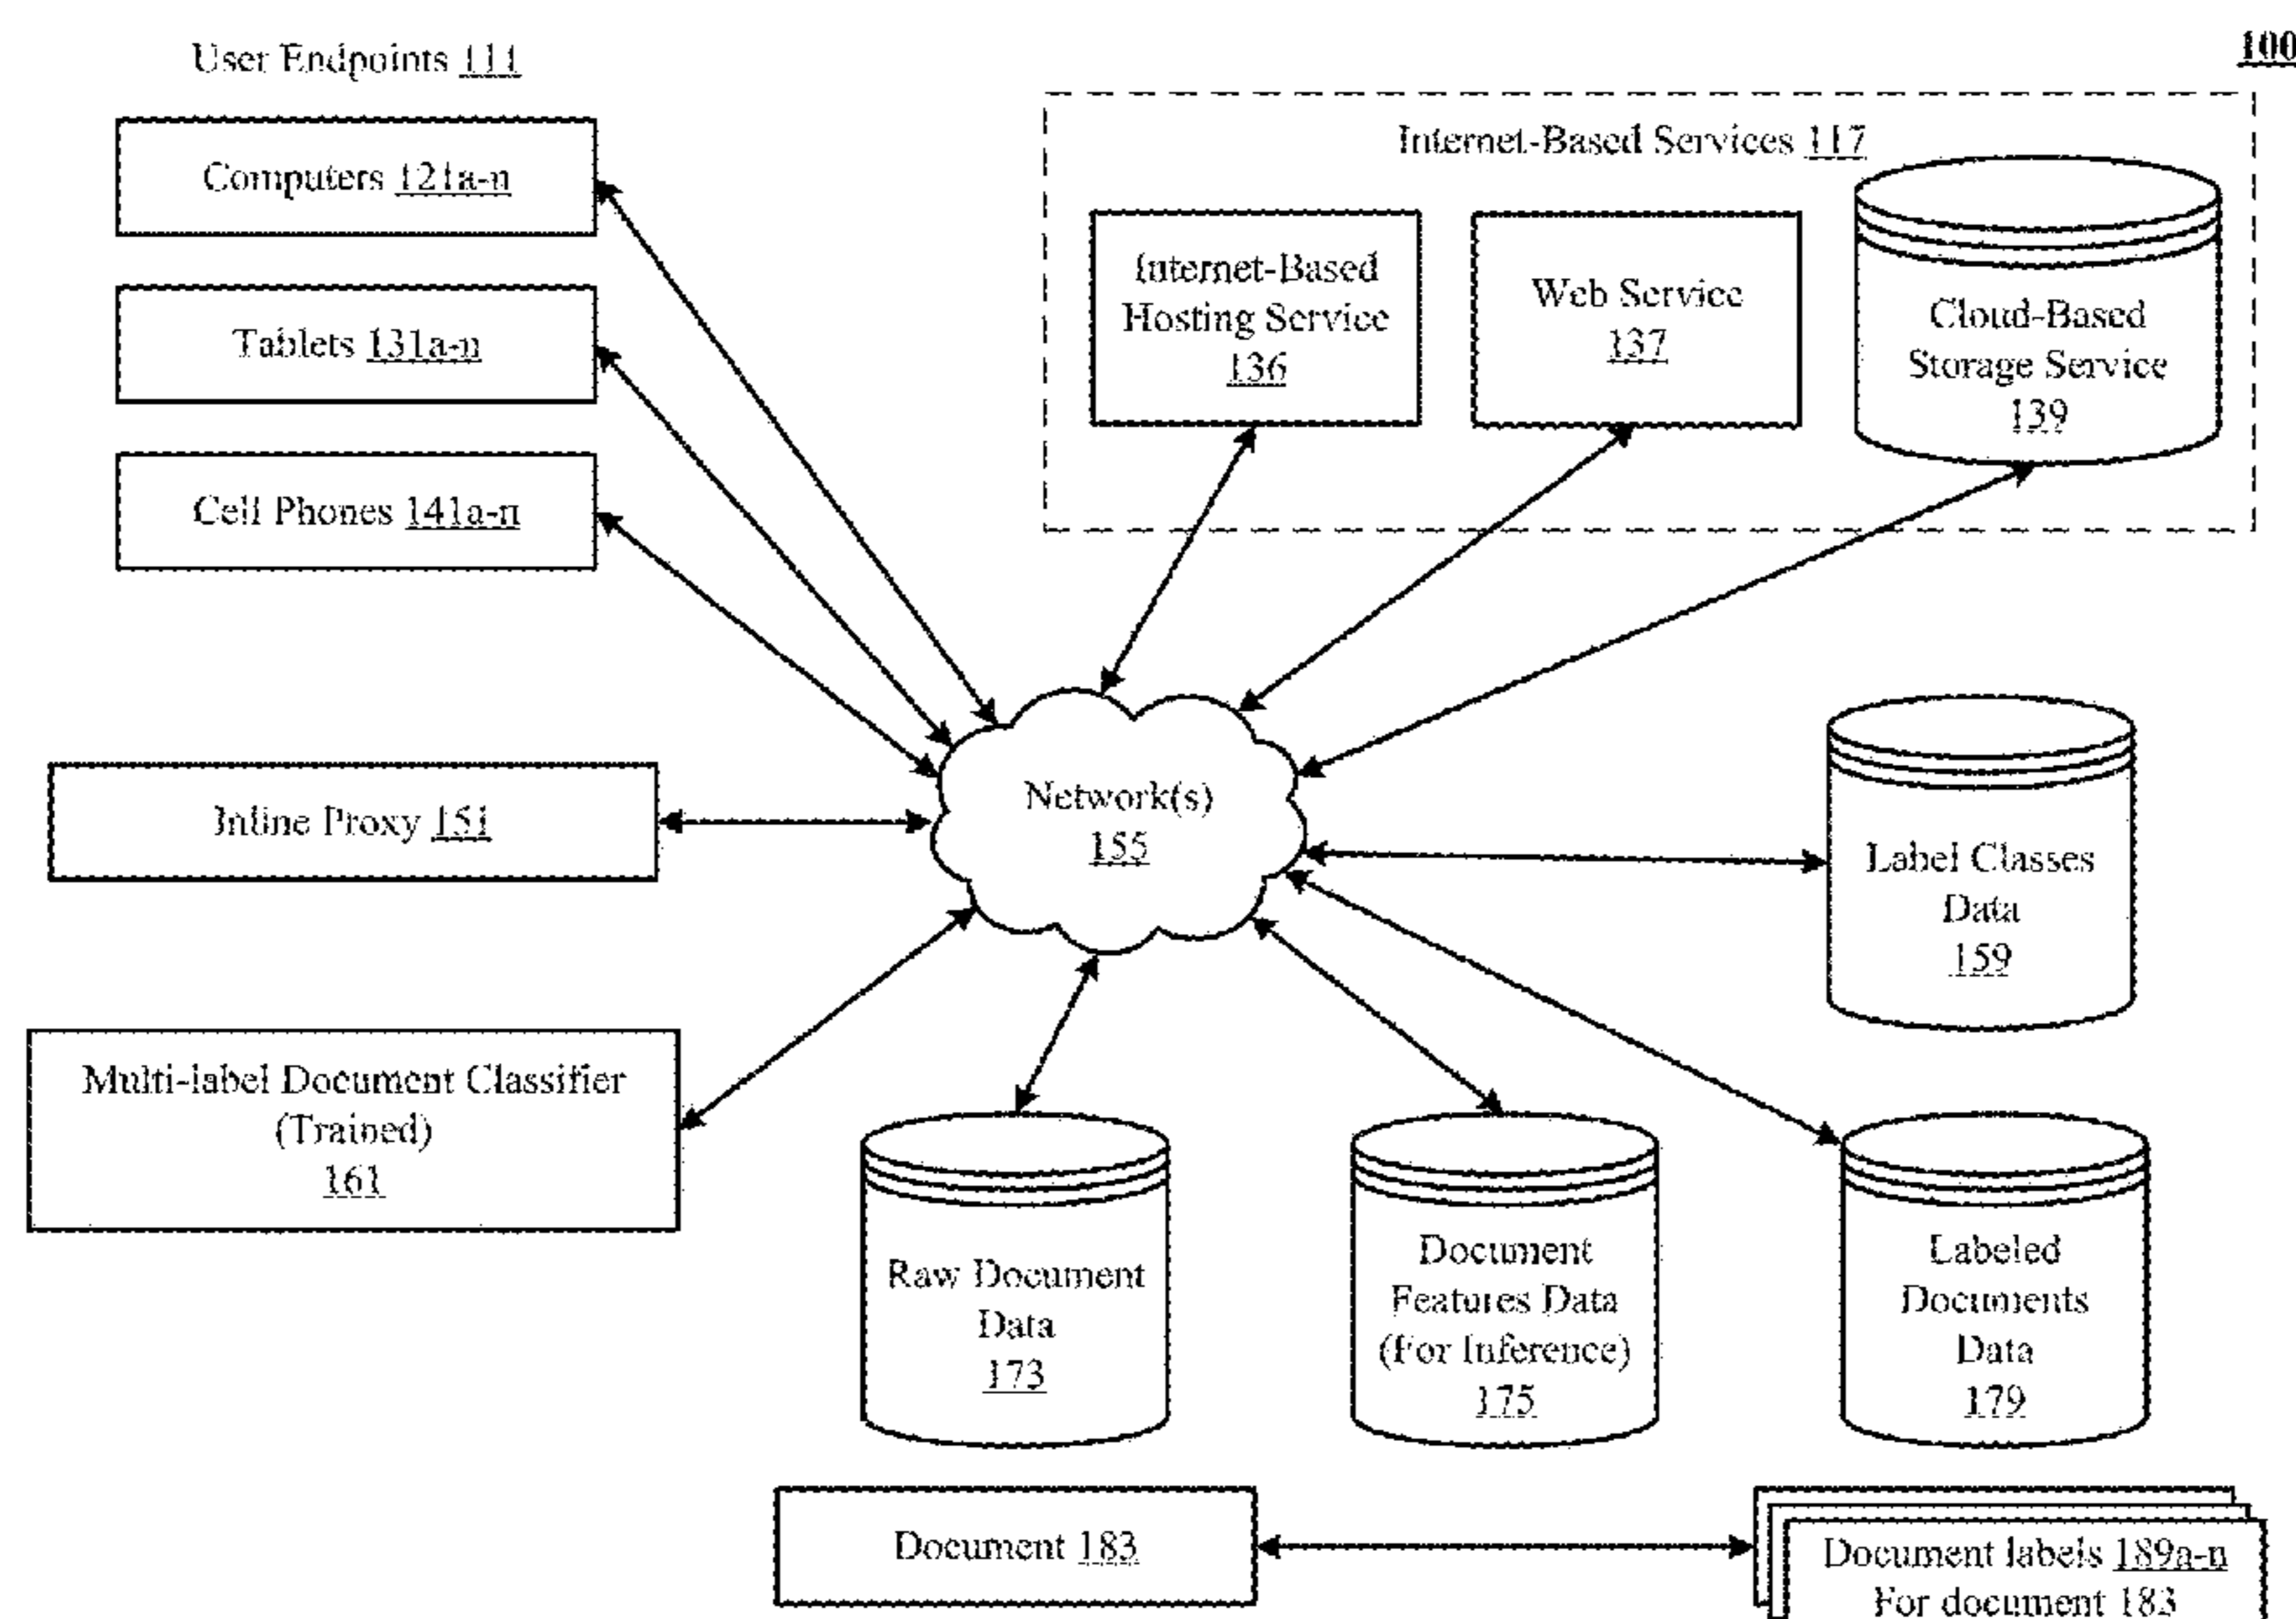 100
User Endpoints 111
Computers 121a-n
Tablets 131a-n
Cell Phones 141a-n
Internet-Based Services 117
Internet-Based
Hosting Service
136
Web Service
137
Cloud-Based
Storage Service
139
Inline Proxy 151
Network(s)
155
Label Classes
Data
159
Multi-label Document Classifier
(Trained)
161
Raw Document
Data
173
Document
Features Data
(For Inference)
175
Labeled
Documents
Data
179
Document 183
Document labels 189a-n
For document 183